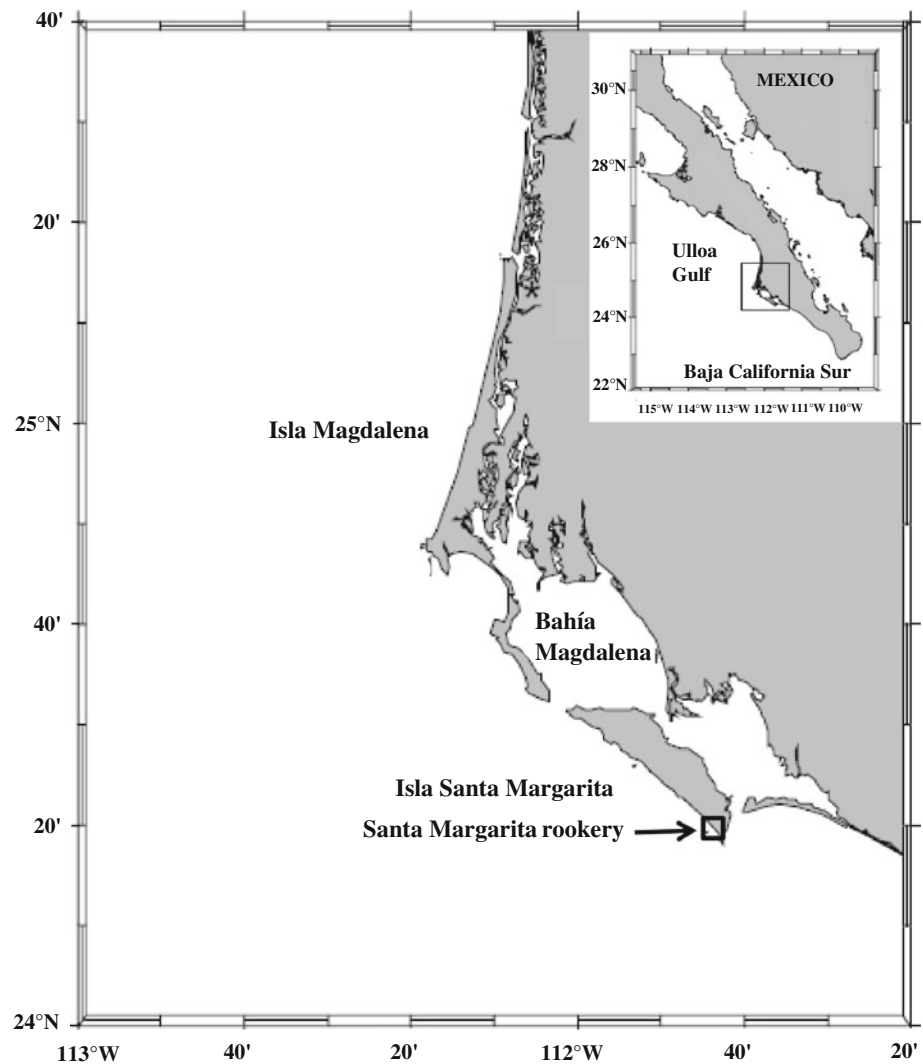 40'
30'
20'
25°N
40'
20'
24°N
113°W
40'
20'
112°W
40'
20'
Isla Magdalena
Bahía
Magdalena
Isla Santa Margarita
Santa Margarita rookery
MEXICO
30°N
28°N
26°N
24°N
22°N
Ulloa
Gulf
Baja California Sur
115°W 114°W 113°W 112°W 111°W 110°W